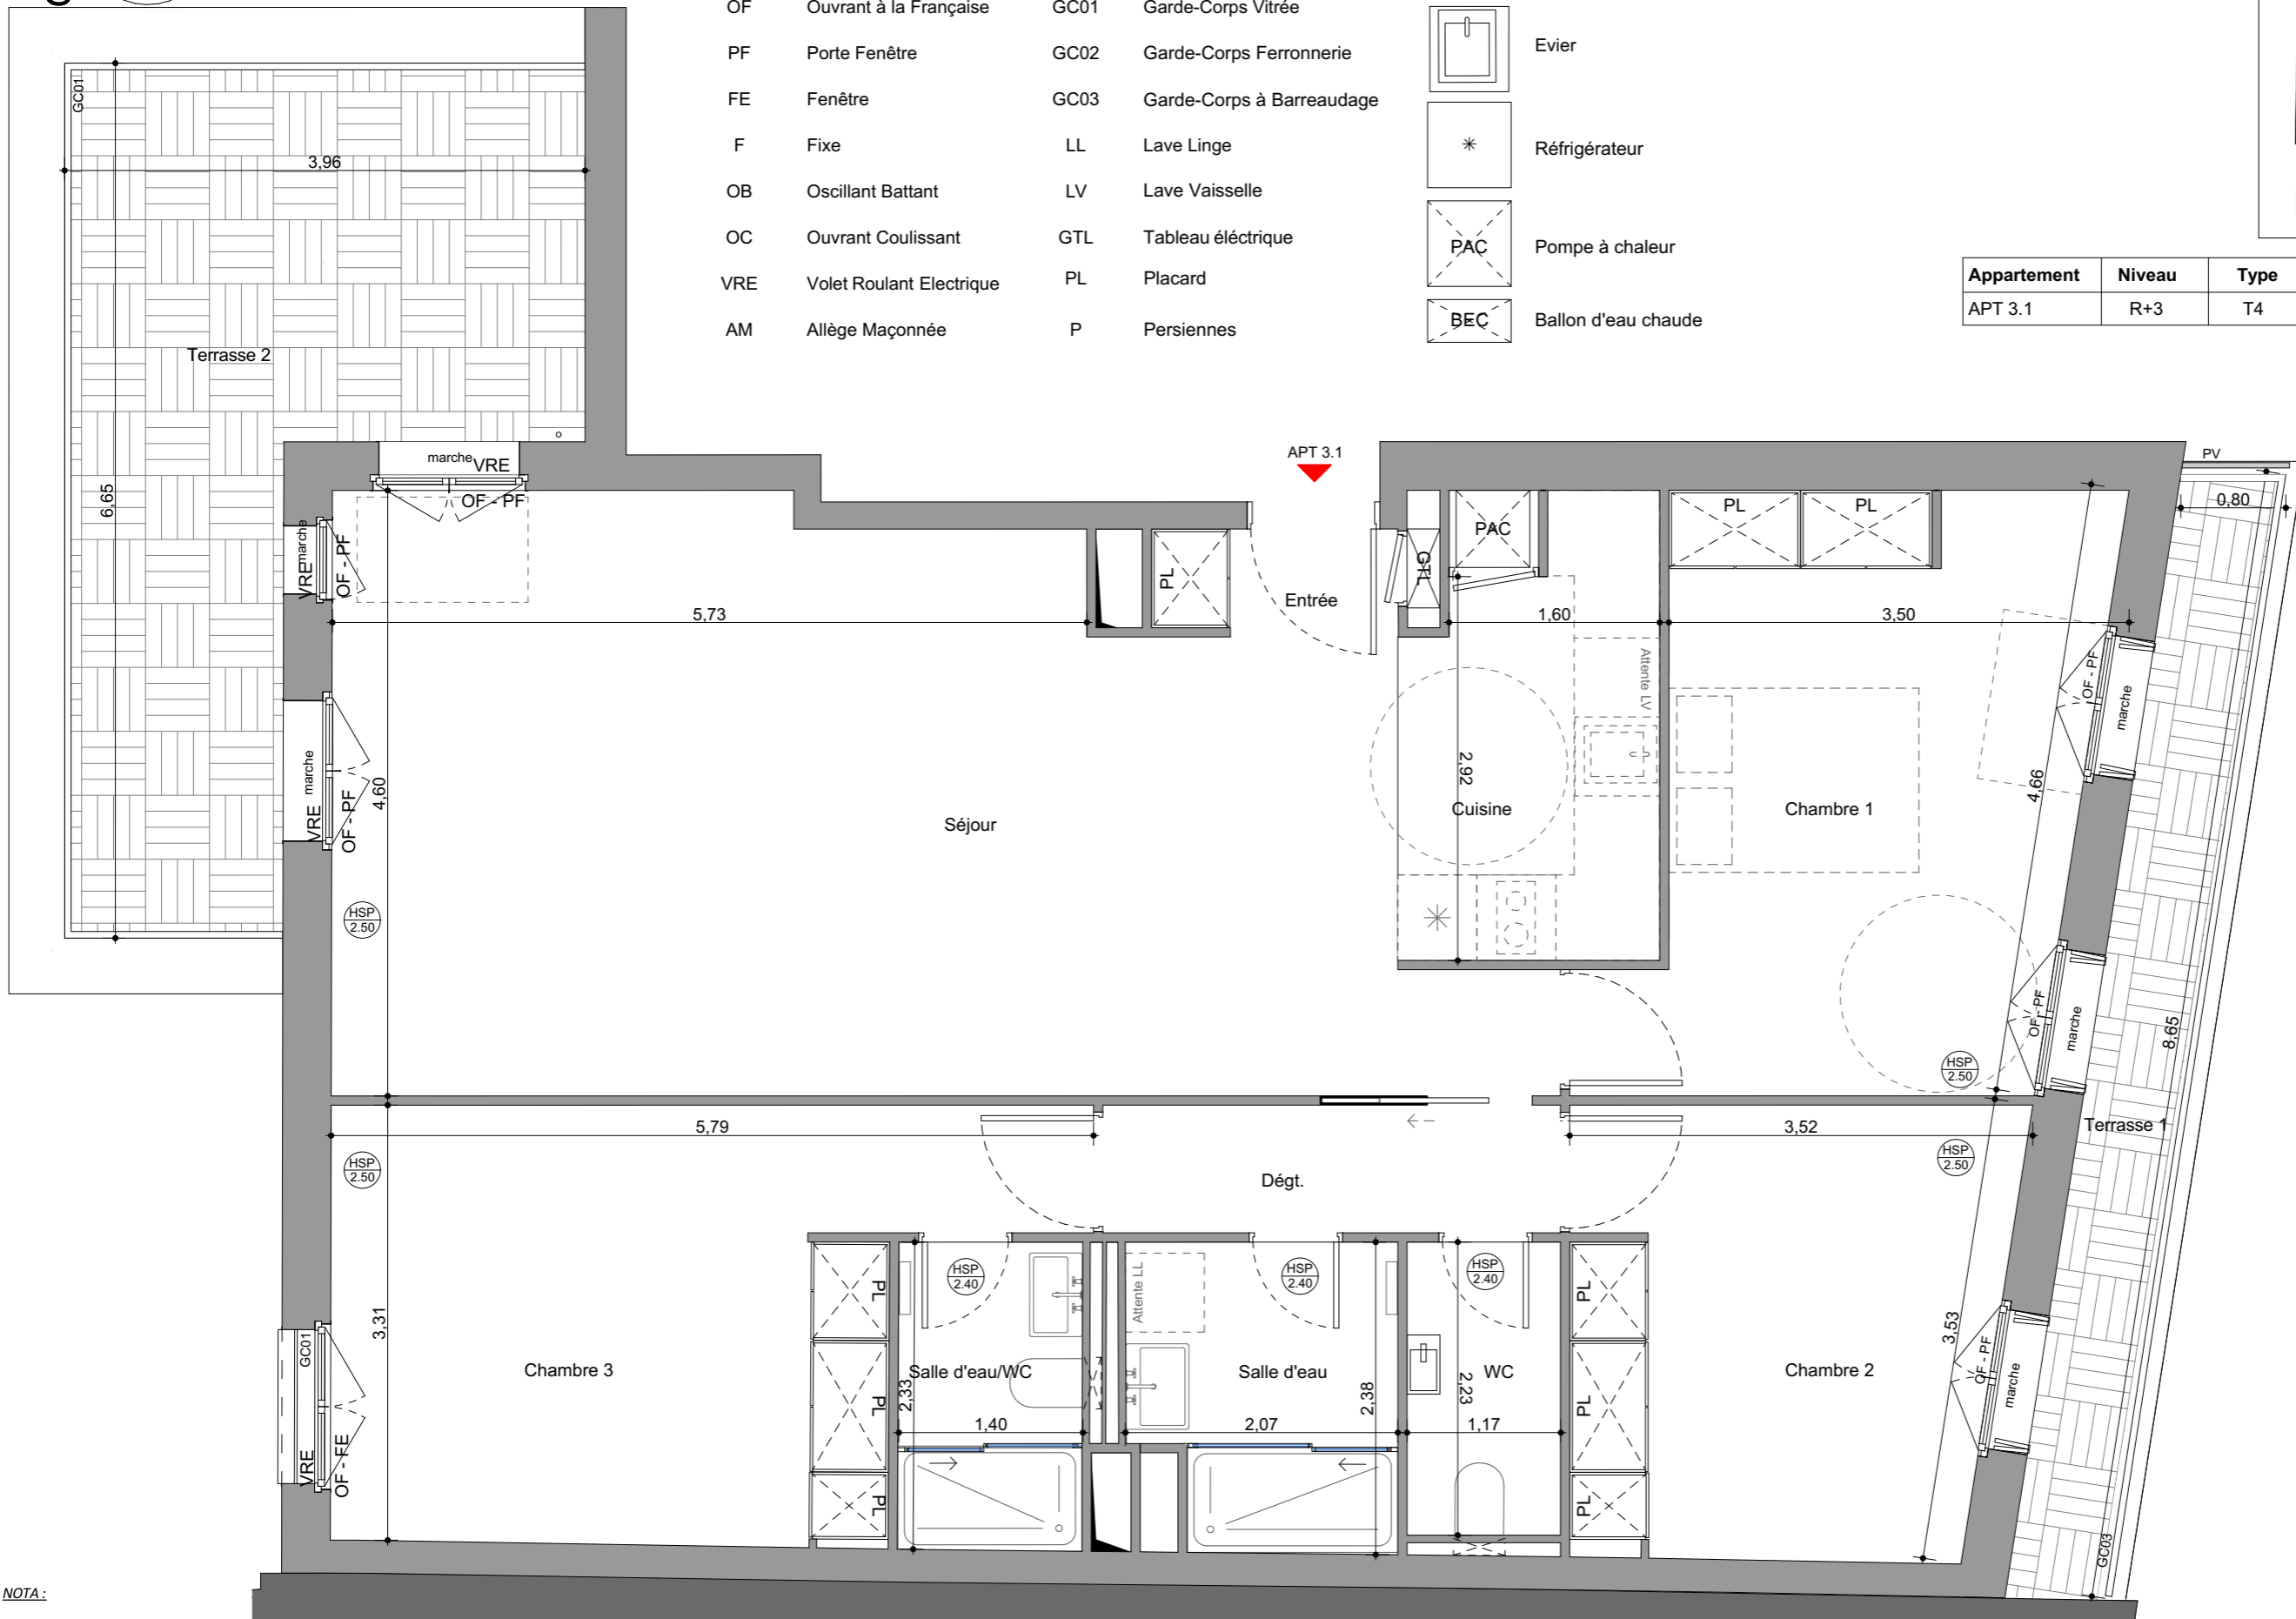 OF Ouvrant à la Française GC01 Garde-Corps Vitrée
PF Porte Fenêtre GC02 Garde-Corps Ferronnerie
FE Fenêtre GC03 Garde-Corps à Barreaudage
F Fixe LL Lave Linge
OB Oscillant Battant LV Lave Vaisselle
OC Ouvrant Coulissant GTL Tableau éléctrique
VRE Volet Roulant Electrique PL Placard
AM Allège Maçonnée P Persiennes
Evier
Réfrigérateur
PAC Pompe à chaleur
BEC Ballon d'eau chaude
Appartement Niveau Type
APT 3.1 R+3 T4
GC01
3,96
Terrasse 2
6,65
marche VRE
OF - PF
VRE marche
OF - PF
marche
VRE
OF - PF
APT 3.1
PV
0,80
PL
Entrée
GTL
PAC
PL
PL
5,73
1,60
3,50
Attente LV
OF - PF
marche
2,92
4,60
4,66
Séjour
Cuisine
Chambre 1
HSP
2.50
OF - PF
marche
8,65
HSP
2.50
Terrasse 1
5,79
3,52
HSP
2.50
HSP
2.50
Dégt.
HSP
2.40
HSP
2.40
HSP
2.40
PL
PL
PL
Attente LL
PL
PL
PL
3,31
3,53
GC01
VRE
OF - FE
Chambre 3
Salle d'eau/WC
Salle d'eau
WC
Chambre 2
OF - PF
marche
2,33
2,38
2,23
1,40
2,07
1,17
GC03
NOTA :